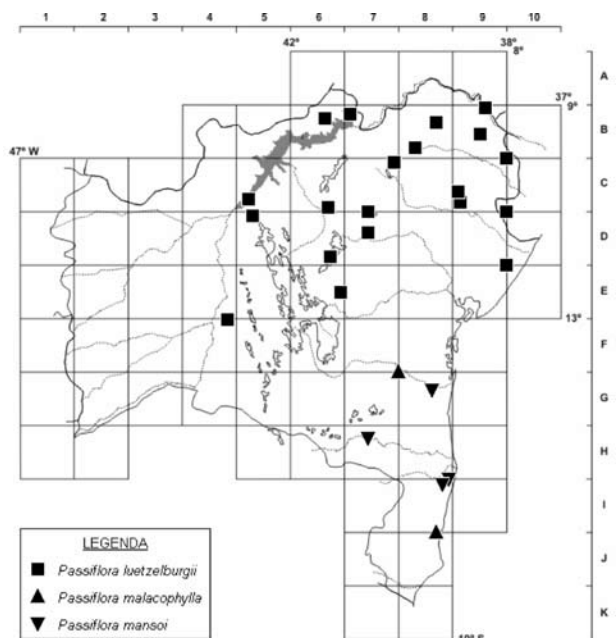 1 2 3 4 5 6 7 8 9 10
42° 38°
8°
A
37°
9°
B
47° W
C
D
E
13°
F
G
H
I
J
K
LEGENDA
Passiflora luetzelburgii
Passiflora malacophylla
Passiflora mansoi